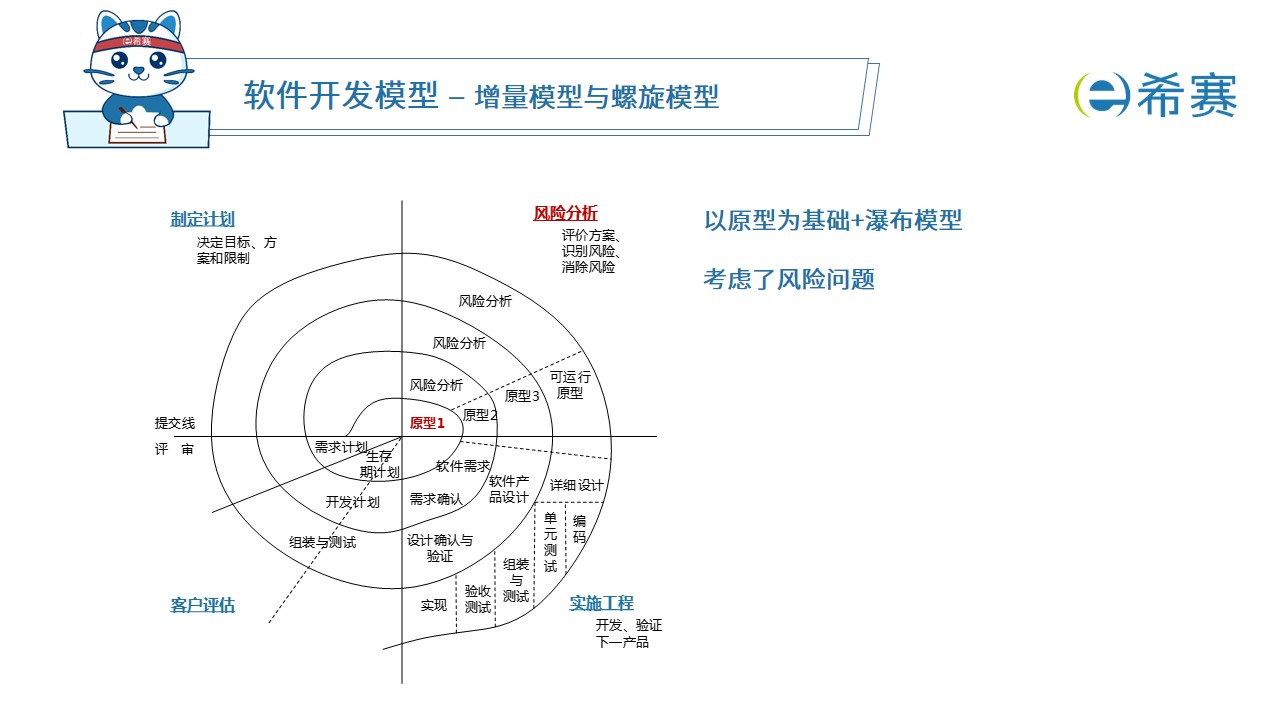 希赛
软件开发模型 – 增量模型与螺旋模型
希赛
制定计划
决定目标、方
案和限制
风险分析
评价方案、
识别风险、
消除风险
以原型为基础+瀑布模型
考虑了风险问题
风险分析
风险分析
风险分析
可运行
原型
原型3
原型2
原型1
提交线
评 审
需求计划
生存
期计划
软件需求
软件产
品设计
详细设计
开发计划
需求确认
单
元
测
试
编
码
组装与测试
设计确认与
验证
组装
与
测试
验收
测试
实现
客户评估
实施工程
开发、验证
下一产品